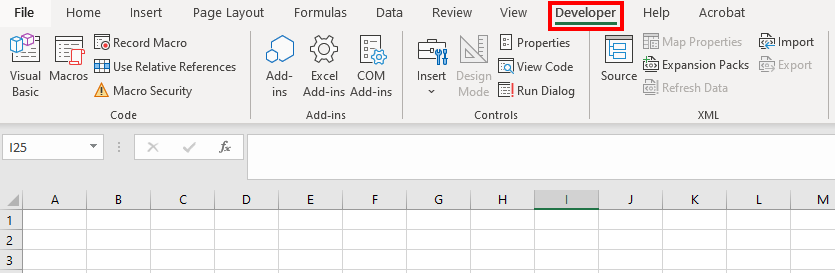 File Home Insert Page Layout Formulas Data Review View Developer Help Acrobat
Visual Basic
Macros
Record Macro
Use Relative References
Macro Security
Code
Add-ins
Excel Add-ins
COM Add-ins
Add-ins
Insert
Design Mode
Properties
View Code
Run Dialog
Controls
Source
Map Properties
Expansion Packs
Refresh Data
Import
Export
XML
I25 fx
A B C D E F G H I J K L M
1
2
3